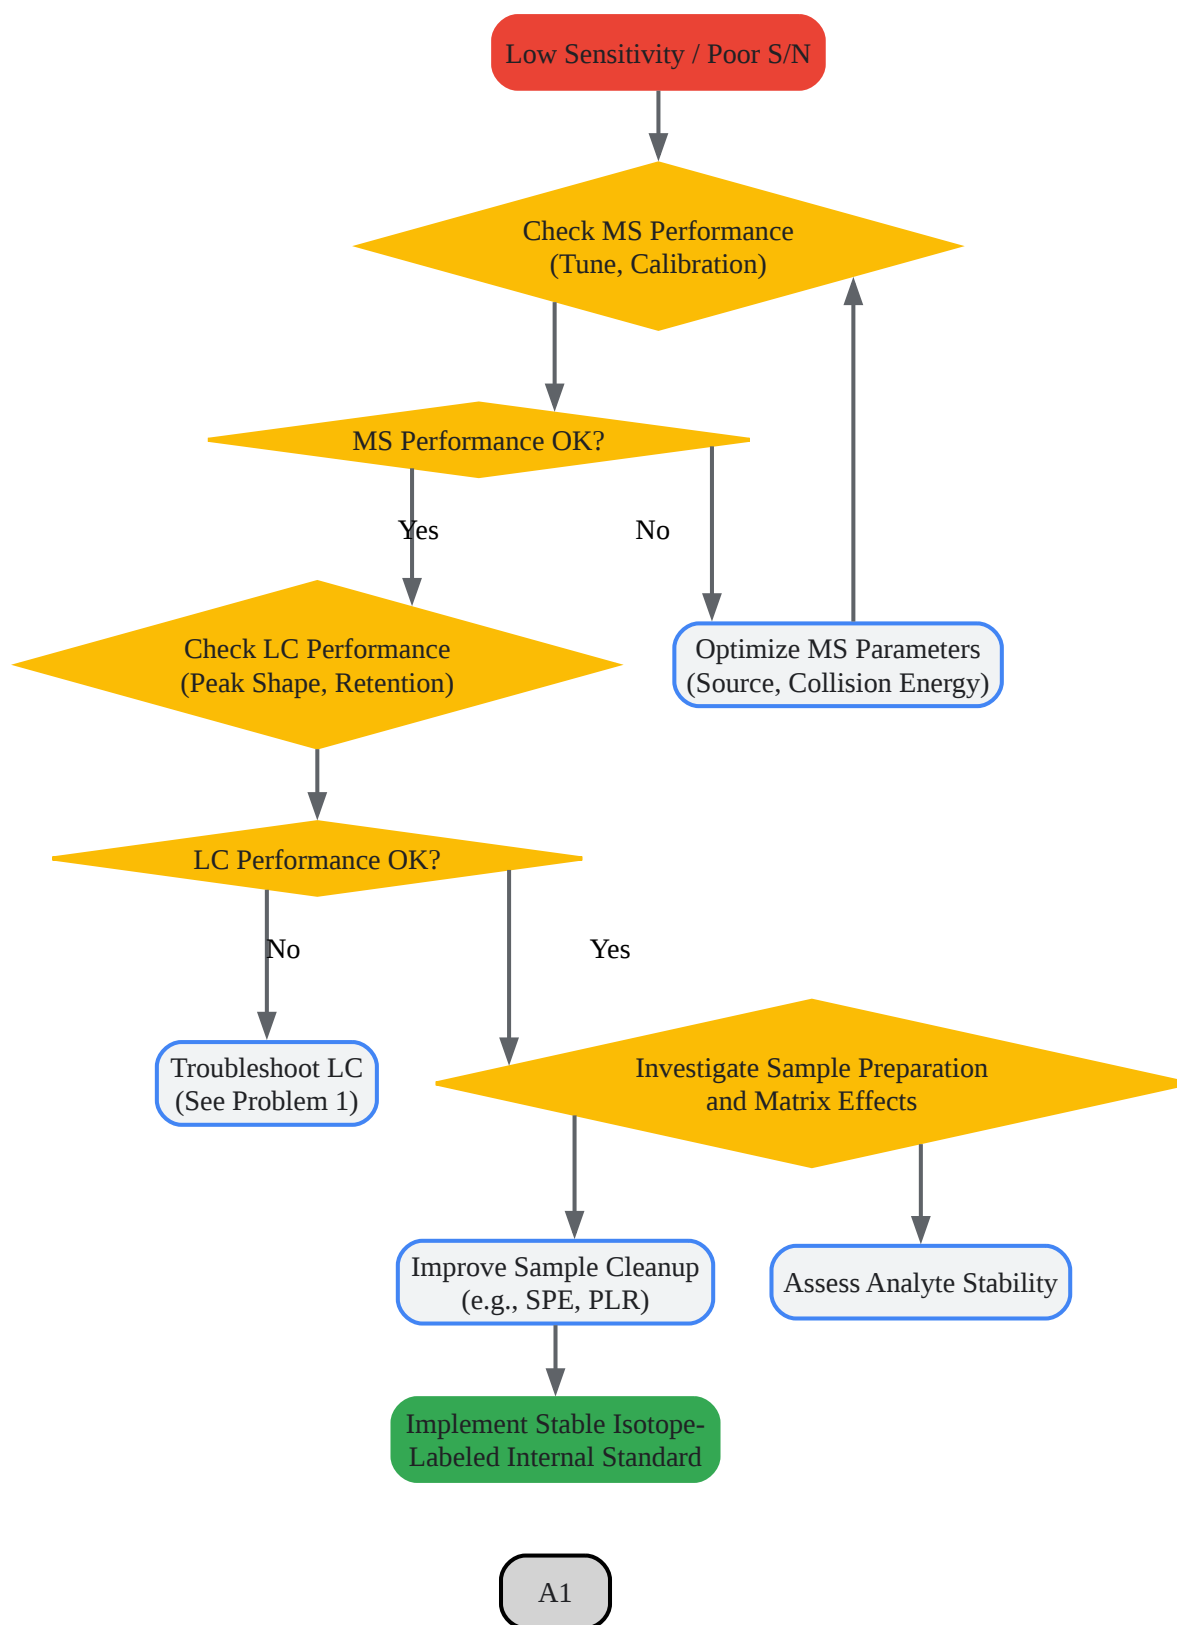 Low Sensitivity / Poor S/N
Check MS Performance
(Tune, Calibration)
MS Performance OK?
Yes
No
Check LC Performance
(Peak Shape, Retention)
Optimize MS Parameters
(Source, Collision Energy)
LC Performance OK?
No
Yes
Troubleshoot LC
(See Problem 1)
Investigate Sample Preparation
and Matrix Effects
Improve Sample Cleanup
(e.g., SPE, PLR)
Assess Analyte Stability
Implement Stable Isotope-
Labeled Internal Standard
A1